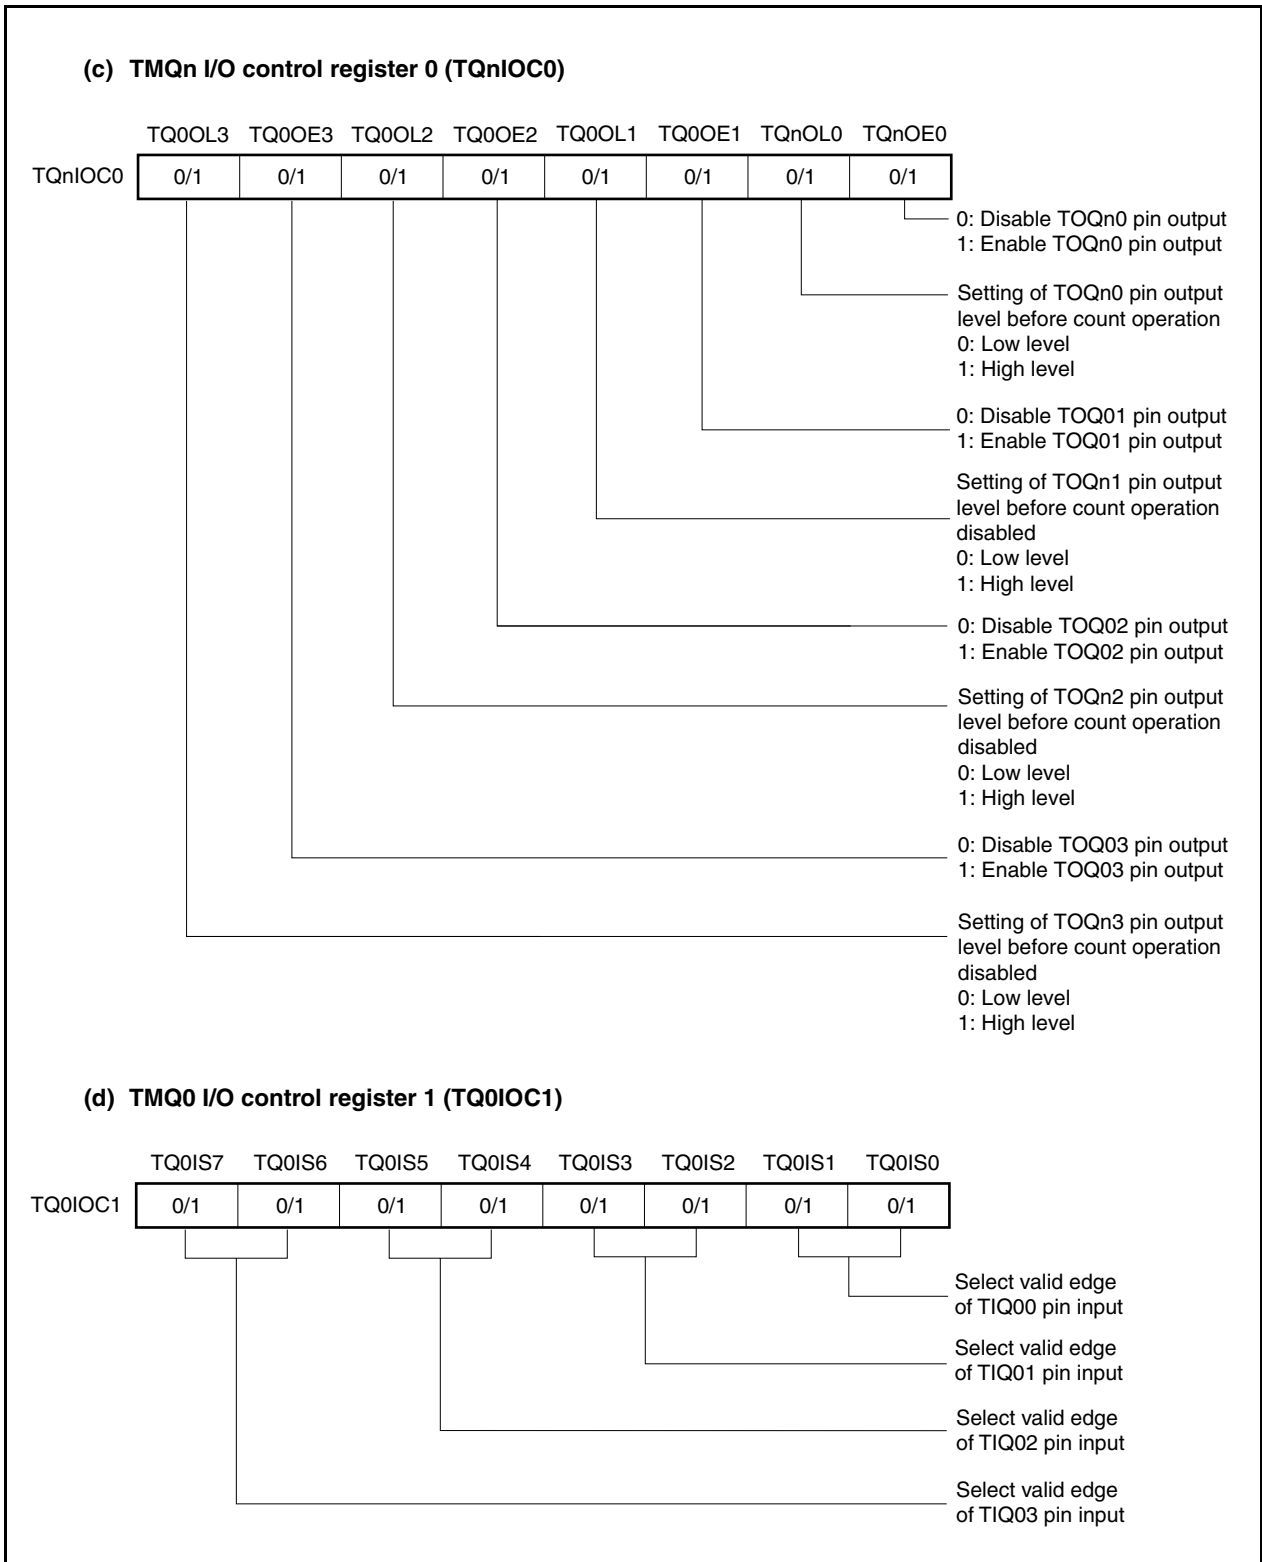 (c) TMQn I/O control register 0 (TQnIOC0)
TQ0OL3 TQ0OE3 TQ0OL2 TQ0OE2 TQ0OL1 TQ0OE1 TQnOL0 TQnOE0
TQnIOC0 0/1 0/1 0/1 0/1 0/1 0/1 0/1 0/1
0: Disable TOQn0 pin output
1: Enable TOQn0 pin output
Setting of TOQn0 pin output
level before count operation
0: Low level
1: High level
0: Disable TOQ01 pin output
1: Enable TOQ01 pin output
Setting of TOQn1 pin output
level before count operation
disabled
0: Low level
1: High level
0: Disable TOQ02 pin output
1: Enable TOQ02 pin output
Setting of TOQn2 pin output
level before count operation
disabled
0: Low level
1: High level
0: Disable TOQ03 pin output
1: Enable TOQ03 pin output
Setting of TOQn3 pin output
level before count operation
disabled
0: Low level
1: High level
(d) TMQ0 I/O control register 1 (TQ0IOC1)
TQ0IS7 TQ0IS6 TQ0IS5 TQ0IS4 TQ0IS3 TQ0IS2 TQ0IS1 TQ0IS0
TQ0IOC1 0/1 0/1 0/1 0/1 0/1 0/1 0/1 0/1
Select valid edge
of TIQ00 pin input
Select valid edge
of TIQ01 pin input
Select valid edge
of TIQ02 pin input
Select valid edge
of TIQ03 pin input